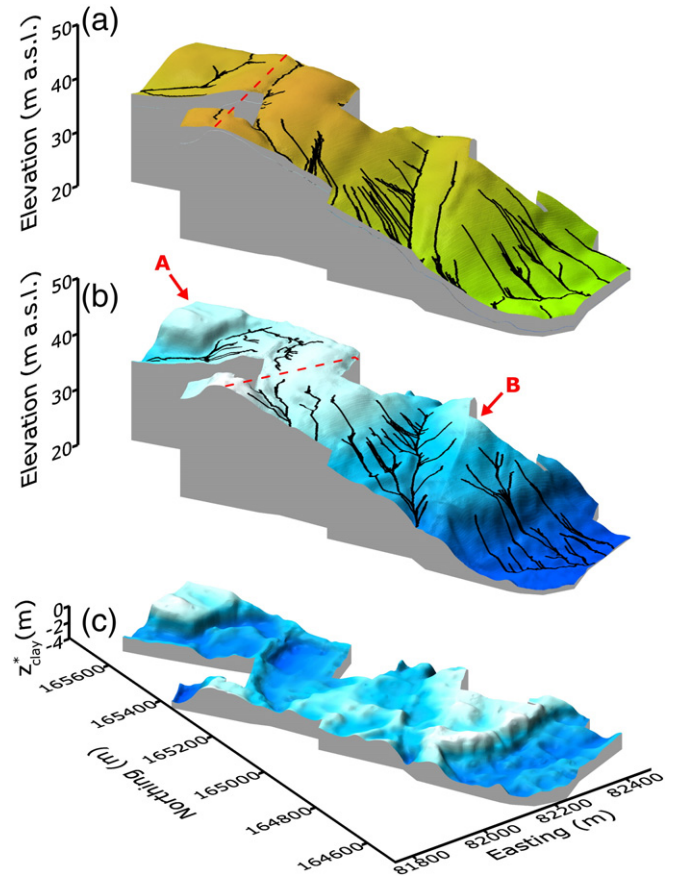 (a)
50
40
30
20
Elevation (m a.s.l.)
A
(b)
50
40
30
20
Elevation (m a.s.l.)
B
(c)
0
-2
-4
z*clay(m)
165600
165400
165200
165000
164800
164600
Northing (m)
81800
82000
82200
82400
Easting (m)